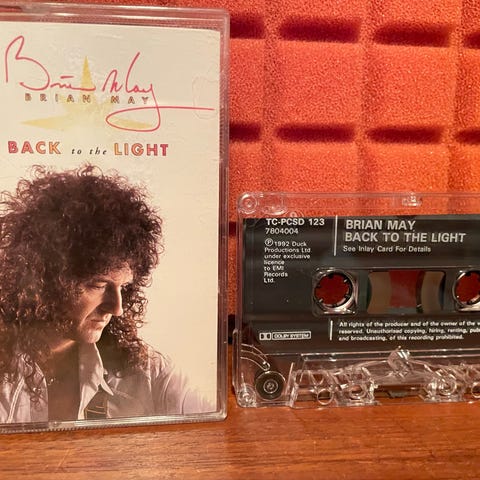 Brian May
BRIAN MAY
BACK to the LIGHT
TC-PCSD 123
7804004
℗ 1992 Duck
Productions Ltd.
under exclusive
licence
to EMI
Records
Ltd.
BRIAN MAY
BACK TO THE LIGHT
See Inlay Card For Details
DOLBY SYSTEM
All rights of the producer and of the owner of the w
reserved. Unauthorised copying, hiring, renting, pub
and broadcasting, of this recording prohibited.